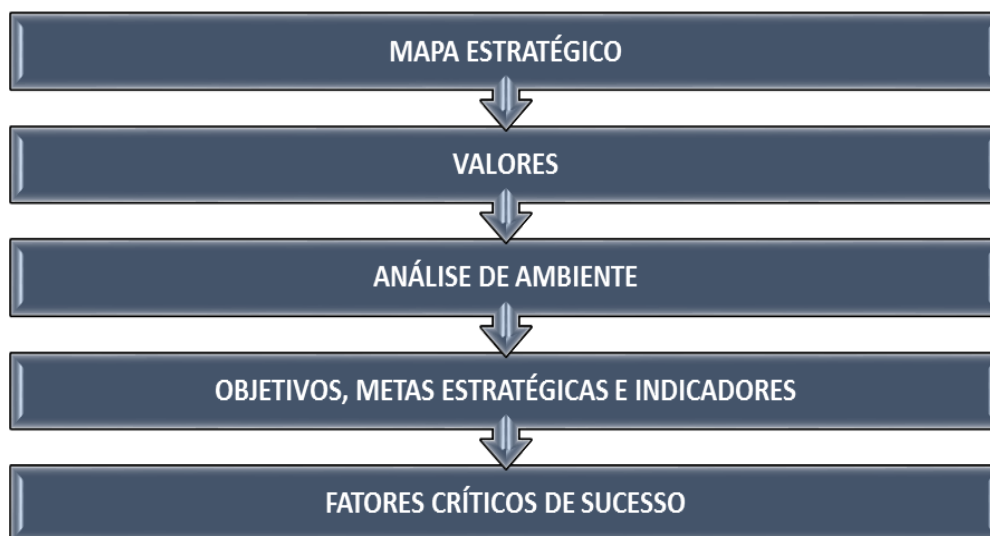 MAPA ESTRATÉGICO
VALORES
ANÁLISE DE AMBIENTE
OBJETIVOS, METAS ESTRATÉGICAS E INDICADORES
FATORES CRÍTICOS DE SUCESSO